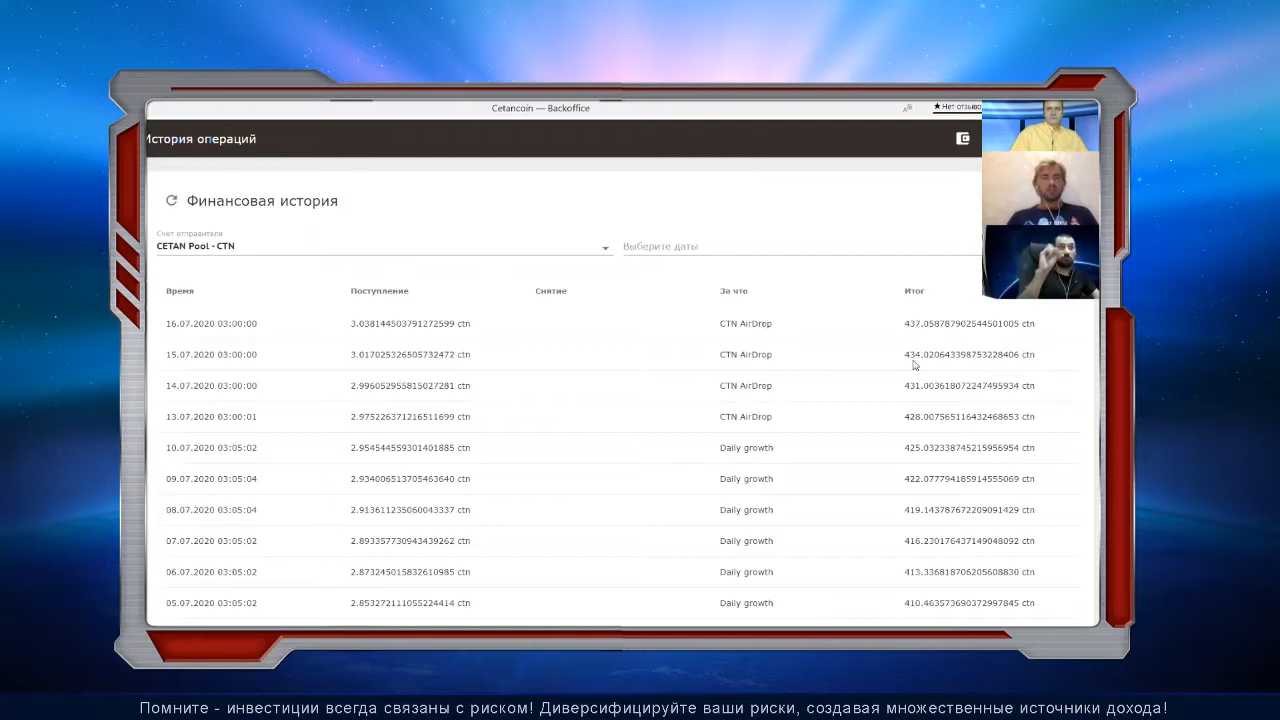 Cetancoin — Backoffice
Нет отзыво
История операций
Финансовая история
Счет отправителя
CETAN Pool - CTN
Выберите даты
Время Поступление Снятие За что Итог
16.07.2020 03:00:00 3.038144503791272599 ctn CTN AirDrop 437.058787902544501005 ctn
15.07.2020 03:00:00 3.017025326505732472 ctn CTN AirDrop 434.020643398753228406 ctn
14.07.2020 03:00:00 2.996052955815027281 ctn CTN AirDrop 431.003618072247495934 ctn
13.07.2020 03:00:01 2.975226371216511699 ctn CTN AirDrop 428.007565116432468653 ctn
10.07.2020 03:05:02 2.954544559301401885 ctn Daily growth 425.032338745215956954 ctn
09.07.2020 03:05:04 2.934006513705463640 ctn Daily growth 422.077794185914555069 ctn
08.07.2020 03:05:04 2.913611235060043337 ctn Daily growth 419.143787672209091429 ctn
07.07.2020 03:05:02 2.893357730943439262 ctn Daily growth 416.230176437149048092 ctn
06.07.2020 03:05:02 2.873245015832610985 ctn Daily growth 413.336818706205608830 ctn
05.07.2020 03:05:02 2.853272111055224414 ctn Daily growth 410.463573690372997845 ctn
Помните - инвестиции всегда связаны с риском! Диверсифицируйте ваши риски, создавая множественные источники дохода!